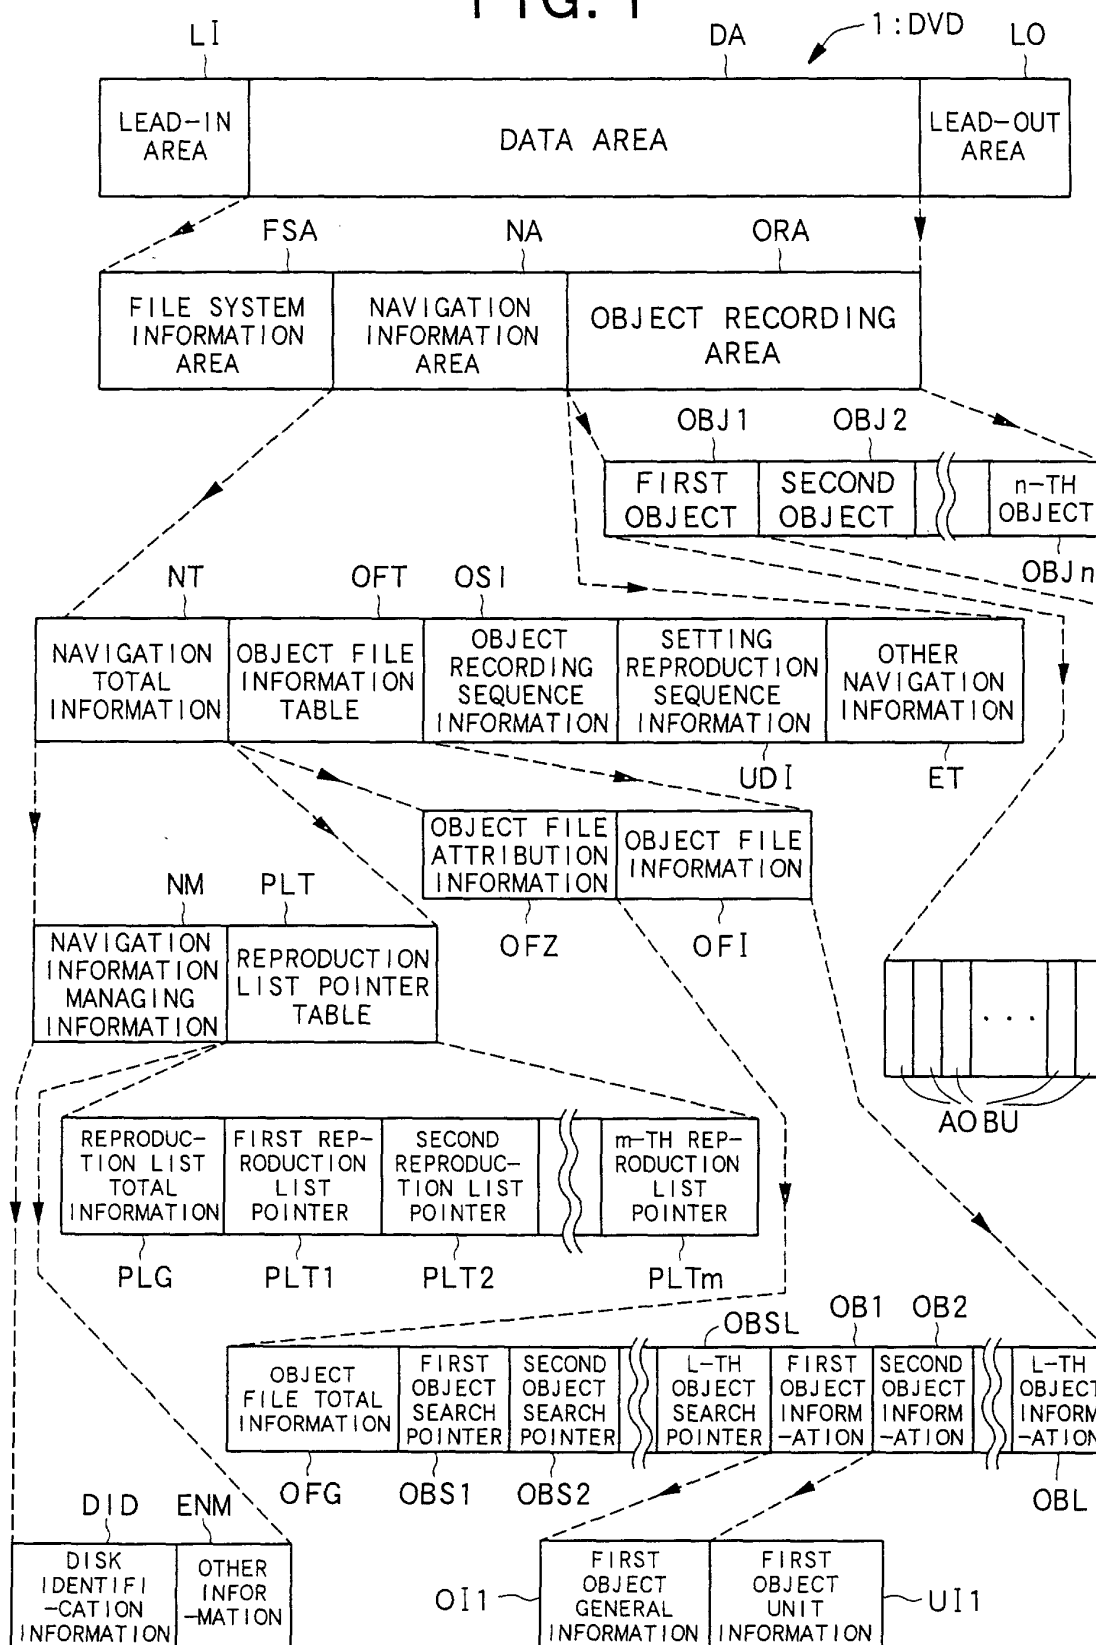 FIG. 1
LI
DA
1:DVD
LO
LEAD-IN
AREA
DATA AREA
LEAD-OUT
AREA
FSA
NA
ORA
FILE SYSTEM
INFORMATION
AREA
NAVIGATION
INFORMATION
AREA
OBJECT RECORDING
AREA
OBJ1
OBJ2
FIRST
OBJECT
SECOND
OBJECT
n-TH
OBJECT
OBJn
NT
OFT
OSI
NAVIGATION
TOTAL
INFORMATION
OBJECT FILE
INFORMATION
TABLE
OBJECT
RECORDING
SEQUENCE
INFORMATION
SETTING
REPRODUCTION
SEQUENCE
INFORMATION
OTHER
NAVIGATION
INFORMATION
UDI
ET
OBJECT FILE
ATTRIBUTION
INFORMATION
OBJECT FILE
INFORMATION
OFZ
OFI
NM
PLT
NAVIGATION
INFORMATION
MANAGING
INFORMATION
REPRODUCTION
LIST POINTER
TABLE
...
AOBU
REPRODUC-
TION LIST
TOTAL
INFORMATION
FIRST REP-
RODUCTION
LIST
POINTER
SECOND
REPRODUC-
TION LIST
POINTER
m-TH REP-
RODUCTION
LIST
POINTER
PLG
PLT1
PLT2
PLTm
OBSL
OB1
OB2
OBJECT
FILE TOTAL
INFORMATION
FIRST
OBJECT
SEARCH
POINTER
SECOND
OBJECT
SEARCH
POINTER
L-TH
OBJECT
SEARCH
POINTER
FIRST
OBJECT
INFORM
-ATION
SECOND
OBJECT
INFORM
-ATION
L-TH
OBJECT
INFORM
-ATION
OFG
OBS1
OBS2
OBL
DID
ENM
DISK
IDENTIFI
-CATION
INFORMATION
OTHER
INFOR
-MATION
OI1
FIRST
OBJECT
GENERAL
INFORMATION
FIRST
OBJECT
UNIT
INFORMATION
UI1